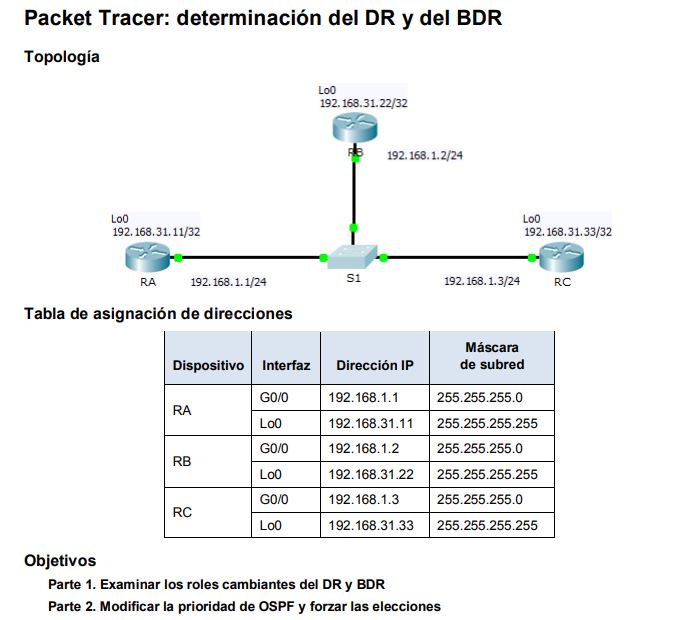 Packet Tracer: determinación del DR y del BDR
Topología
Lo0
192.168.31.22/32
RB
192.168.1.2/24
Lo0
192.168.31.11/32
Lo0
192.168.31.33/32
RA
192.168.1.1/24
S1
192.168.1.3/24
RC
Tabla de asignación de direcciones
Dispositivo Interfaz Dirección IP Máscara de subred
RA G0/0 192.168.1.1 255.255.255.0
Lo0 192.168.31.11 255.255.255.255
RB G0/0 192.168.1.2 255.255.255.0
Lo0 192.168.31.22 255.255.255.255
RC G0/0 192.168.1.3 255.255.255.0
Lo0 192.168.31.33 255.255.255.255
Objetivos
Parte 1. Examinar los roles cambiantes del DR y BDR
Parte 2. Modificar la prioridad de OSPF y forzar las elecciones